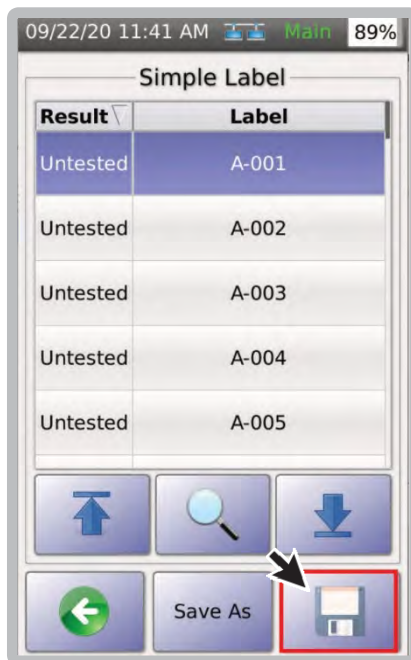 09/22/20 11:41 AM Main 89%
Simple Label
Result Label
Untested A-001
Untested A-002
Untested A-003
Untested A-004
Untested A-005
Save As